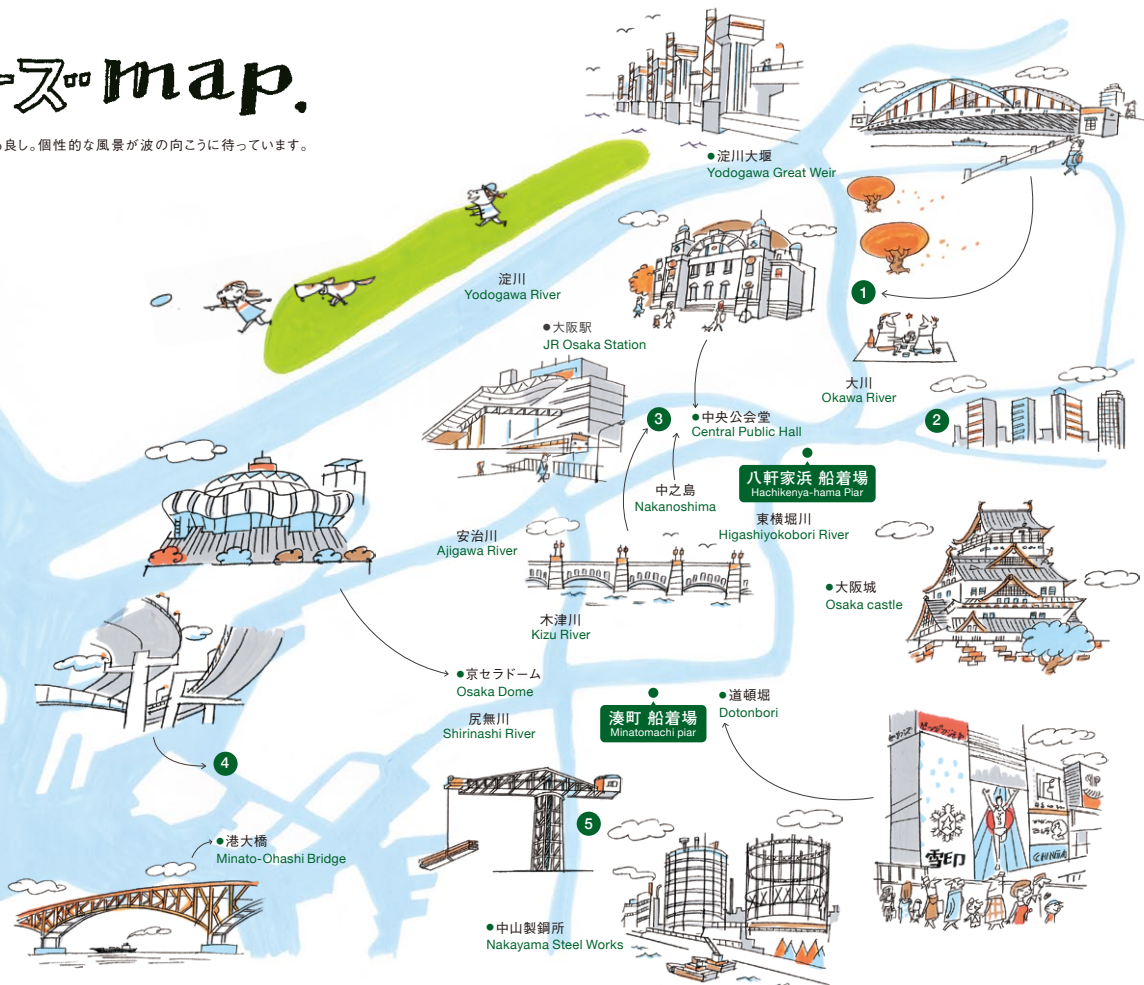 ーズ map.
も良し。個性的な風景が波の向こうに待っています。
淀川大堰
Yodogawa Great Weir
淀川
Yodogawa River
1
大阪駅
JR Osaka Station
大川
Okawa River
3
中央公会堂
Central Public Hall
2
八軒家浜 船着場
Hachikenya-hama Piar
中之島
Nakanoshima
東横堀川
Higashiyokobori River
安治川
Ajigawa River
大阪城
Osaka castle
木津川
Kizu River
京セラドーム
Osaka Dome
道頓堀
Dotonbori
湊町 船着場
Minatomachi piar
尻無川
Shirinashi River
4
5
港大橋
Minato-Ohashi Bridge
雪印
中山製鋼所
Nakayama Steel Works